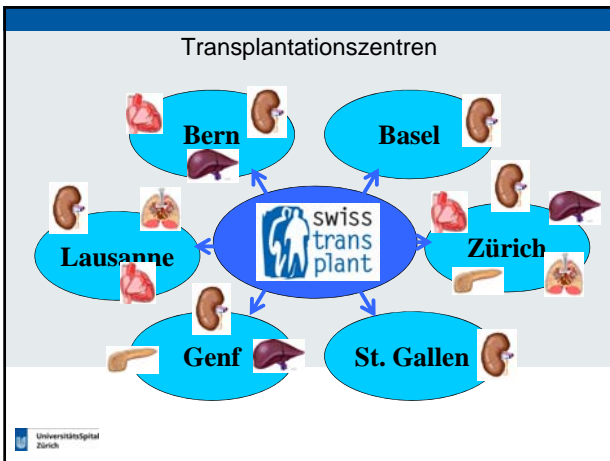 Transplantationszentren
Bern
Basel
swiss
trans
plant
Lausanne
Zürich
Genf
St. Gallen
UniversitätsSpital
Zürich